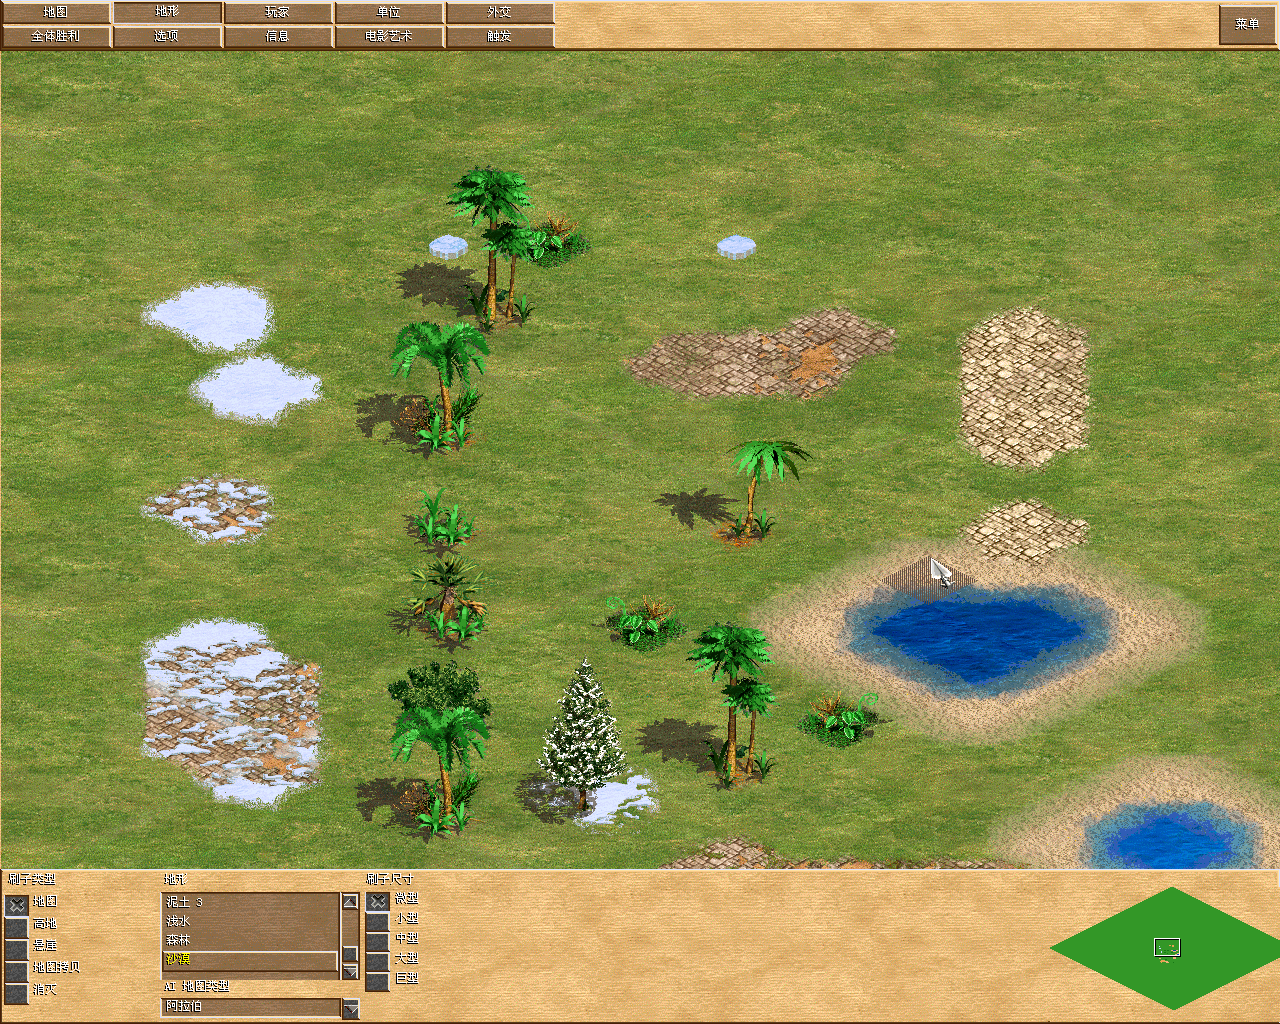 地图 地形 玩家 单位 外交 菜单
全体胜利 选项 信息 电影艺术 触发
刷子类型 地形 刷子尺寸
地图 泥土 3 微型
高地 浅水 小型
悬崖 森林 中型
地图拷贝 沙漠 大型
消灭 AI 地图类型 巨型
阿拉伯